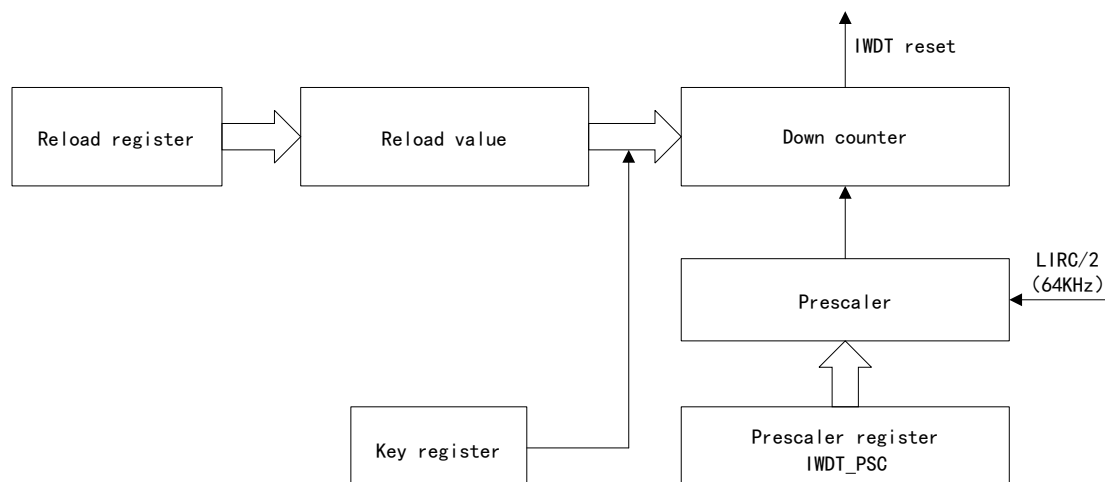 IWDT reset
Reload register
Reload value
Down counter
LIRC/2
（64KHz）
Prescaler
Key register
Prescaler register
IWDT_PSC